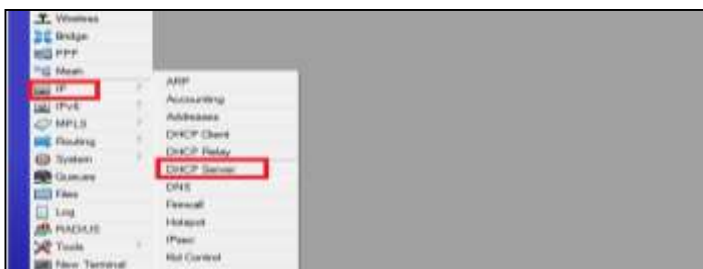 Wireless
Bridge
PPP
Mesh
IP
IPv6
MPLS
Routing
System
Queues
Files
Log
RADIUS
Tools
New Terminal
ARP
Accounting
Addresses
DHCP Client
DHCP Relay
DHCP Server
DNS
Firewall
Hotspot
IPsec
Kid Control